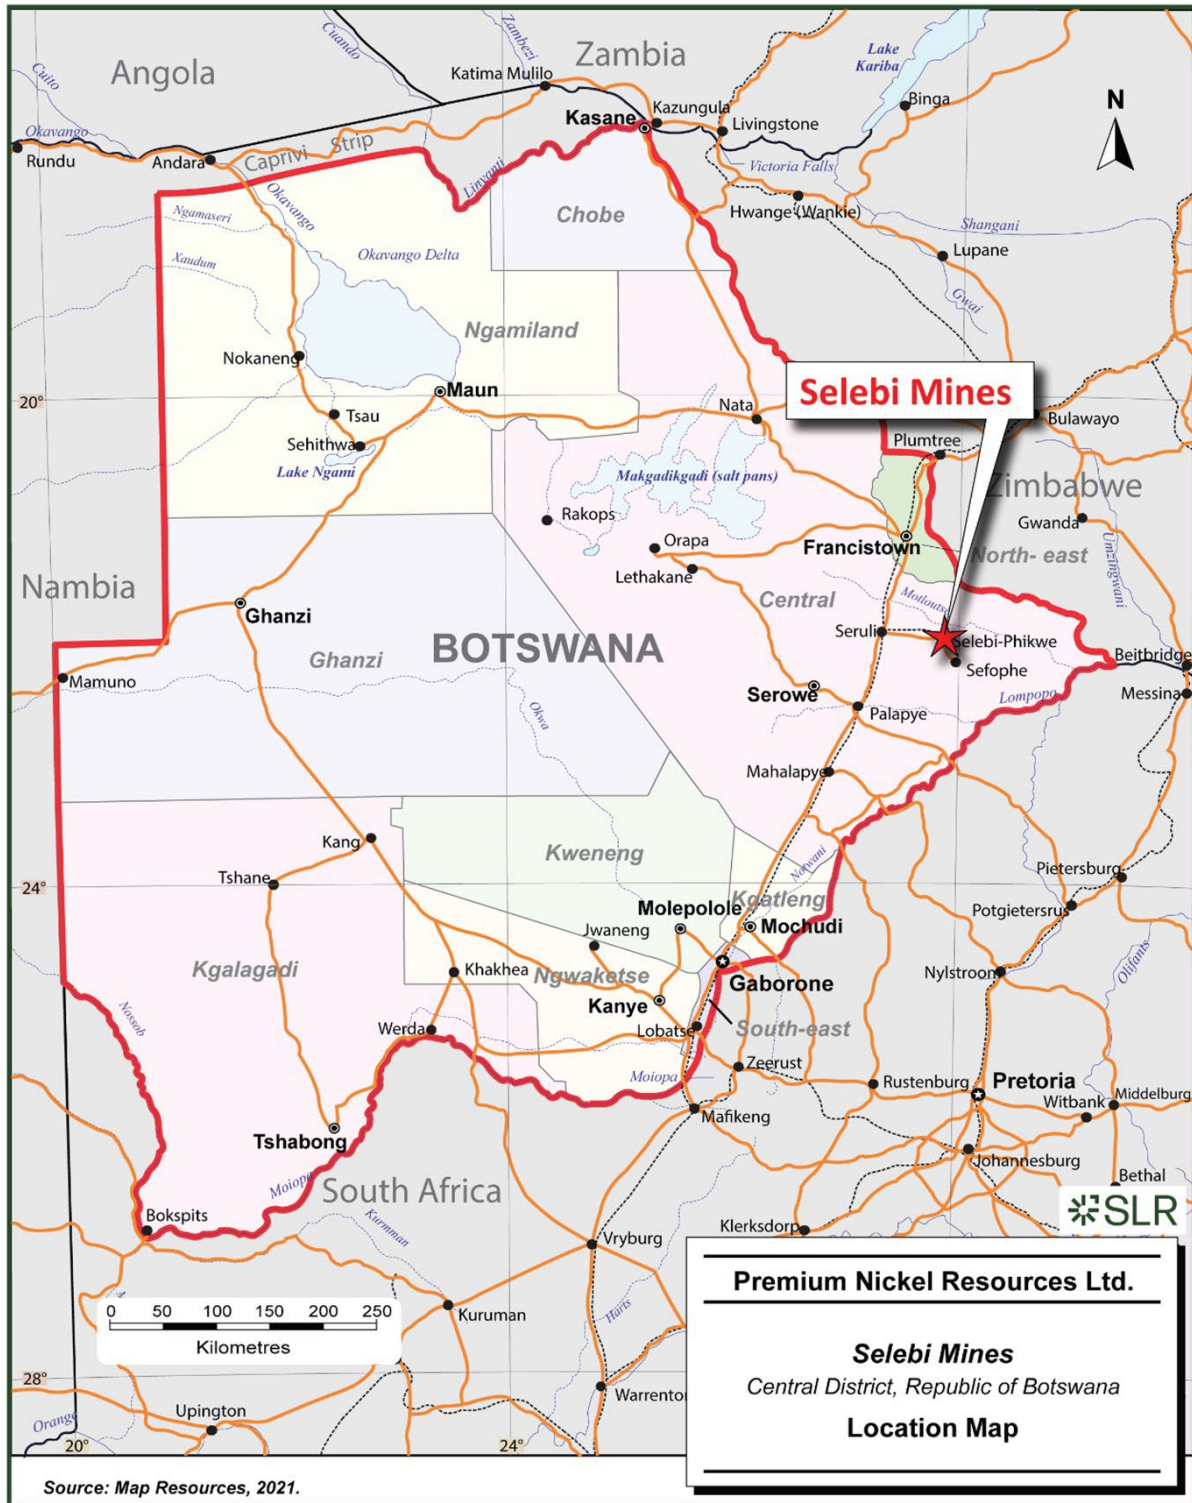 Angola
Zambia
Cuito
Cuando
Zambezi
Katima Mulilo
Lake
Kariba
Binga
N
Okavango
Rundu
Andara
Caprivi Strip
Kasane
Kazungula
Livingstone
Linyanti
Victoria Falls
Okavango
Ngamaseri
Chobe
Hwange (Wankie)
Shangani
Xaudum
Okavango Delta
Lupane
Gwai
Ngamiland
Nokaneng
Maun
Selebi Mines
20°
Tsau
Nata
Bulawayo
Sehithwa
Plumtree
Lake Ngami
Makgadikgadi (salt pans)
Zimbabwe
Rakops
Gwanda
Orapa
Francistown
Umzingwani
North- east
Lethakane
Nambia
Central
Motloutse
Ghanzi
Seruli
Selebi-Phikwe
Ghanzi
BOTSWANA
Sefophe
Beitbridge
Mamuno
Serowe
Lompopo
Messina
Okwa
Palapye
Mahalapye
Kang
Kweneng
Notwani
Tshane
24°
Pietersburg
Kgatleng
Molepolole
Potgietersrus
Mochudi
Jwaneng
Olifants
Kgalagadi
Khakhea
Ngwaketse
Nylstroon
Gaborone
Kanye
Nossob
Werda
Lobatse
South-east
Zeerust
Moiopa
Rustenburg
Pretoria
Middelburg
Witbank
Mafikeng
Tshabong
Johannesburg
Moiopa
South Africa
Bethal
Bokspits
Kurmman
Klerksdorp
SLR
Vryburg
Premium Nickel Resources Ltd.
0 50 100 150 200 250
Kilometres
Kuruman
Harts
Selebi Mines
Central District, Republic of Botswana
28°
Warrenton
Location Map
Upington
Orange
20°
24°
Source: Map Resources, 2021.